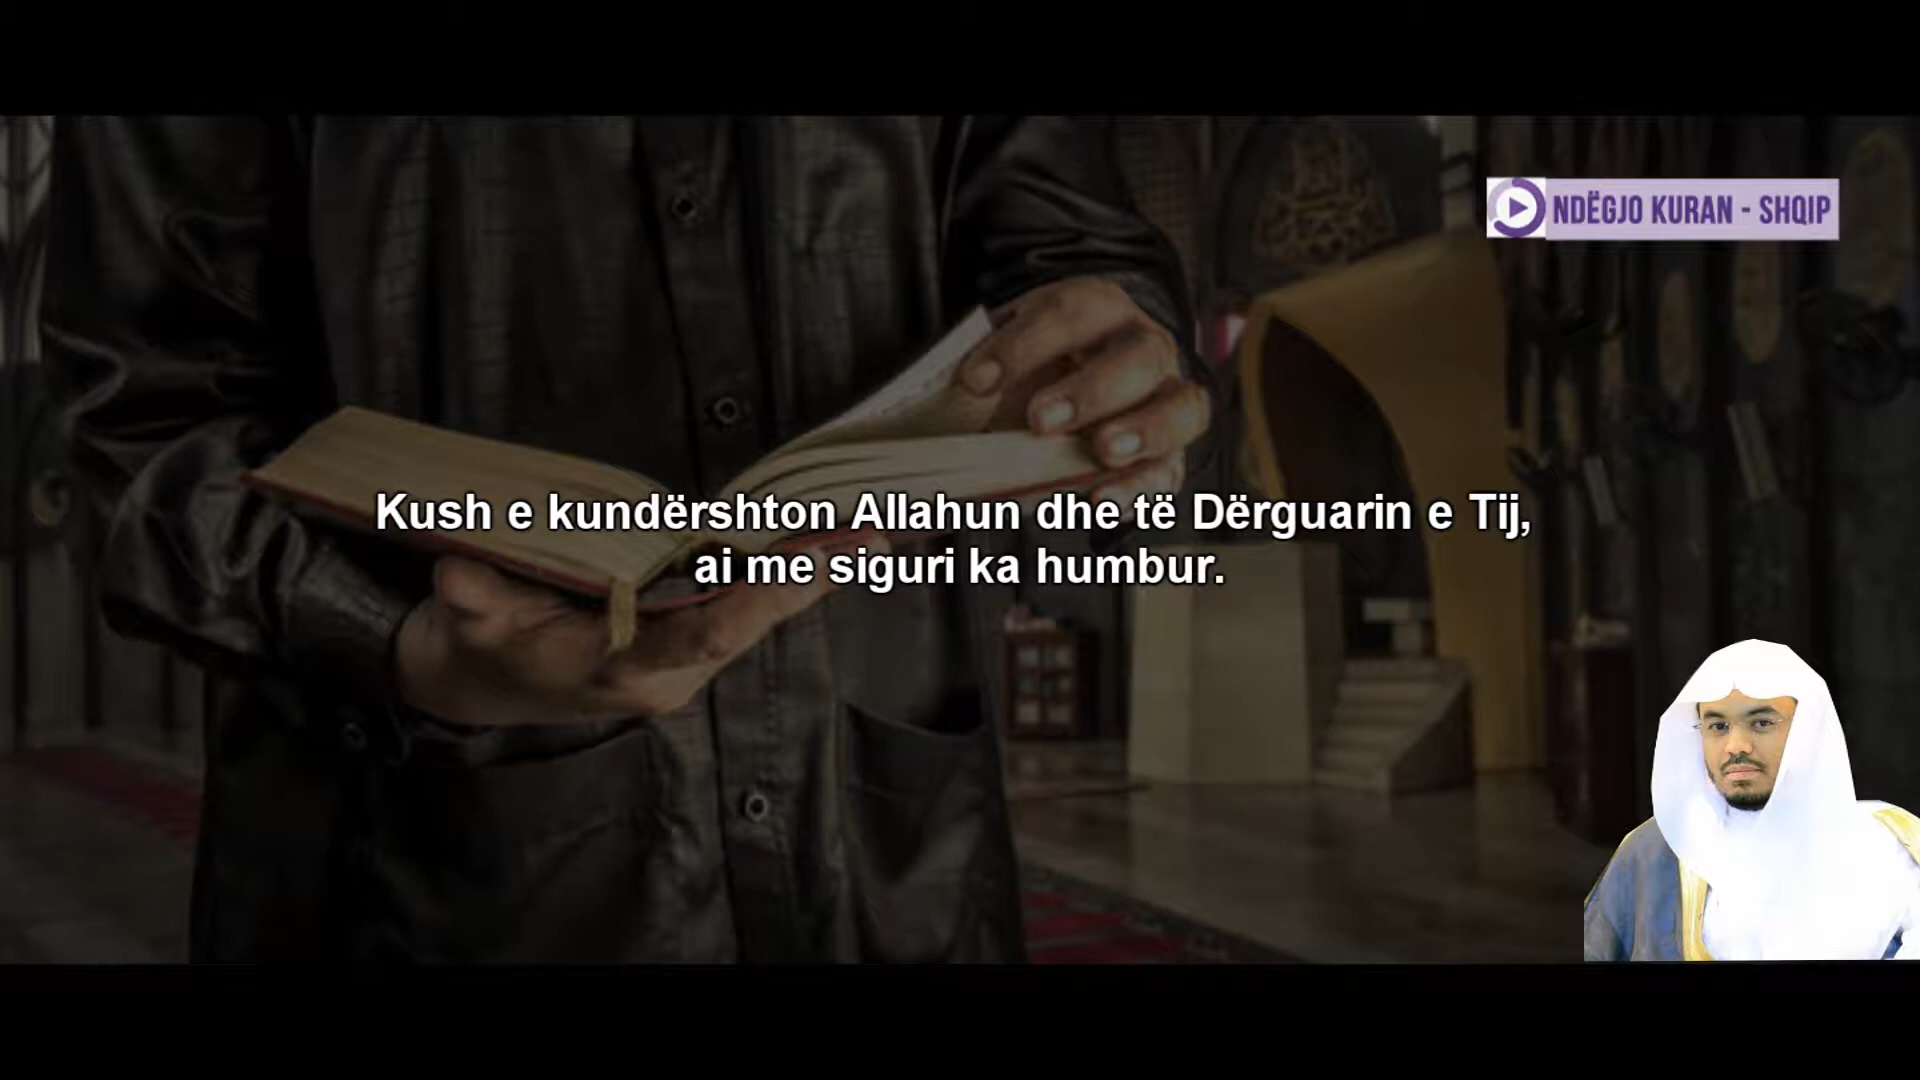 NDËGJO KURAN - SHQIP
Kush e kundërshton Allahun dhe të Dërguarin e Tij,
ai me siguri ka humbur.